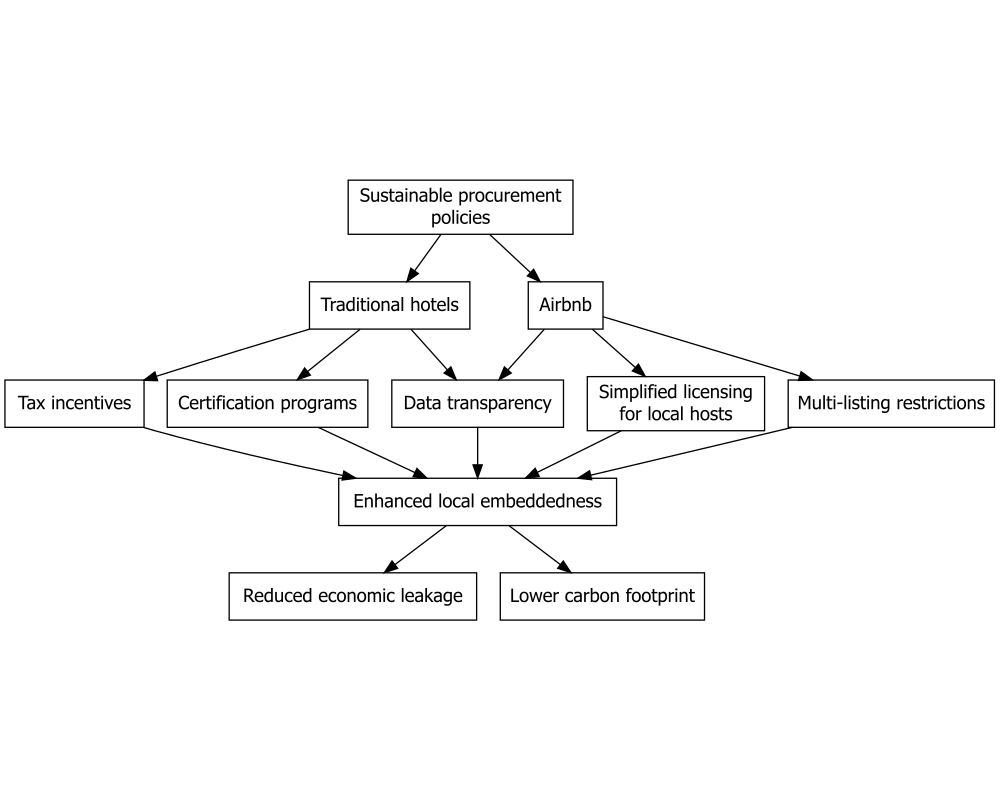 Sustainable procurement
policies
Traditional hotels
Airbnb
Tax incentives
Certification programs
Data transparency
Simplified licensing
for local hosts
Multi-listing restrictions
Enhanced local embeddedness
Reduced economic leakage
Lower carbon footprint